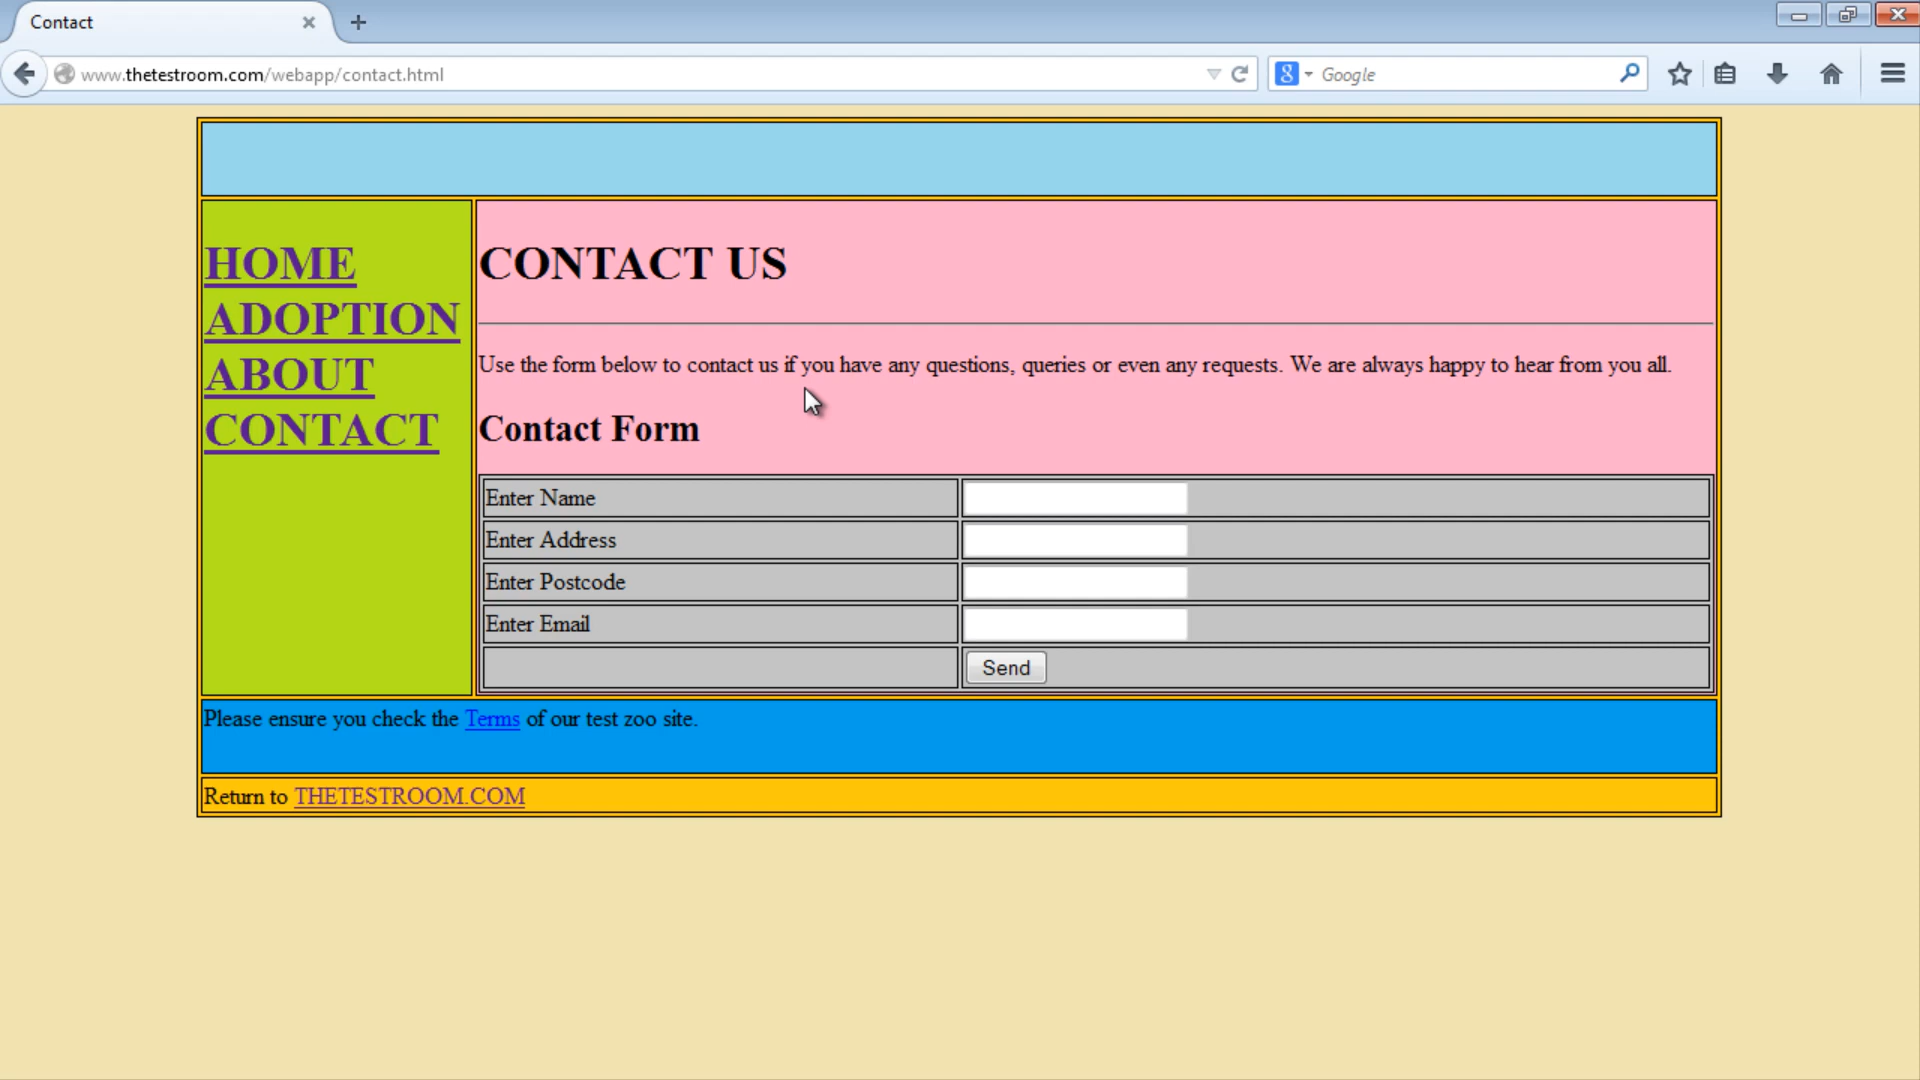 Contact
www.thetestroom.com/webapp/contact.html
8 Google
HOME
ADOPTION
ABOUT
CONTACT
CONTACT US
Use the form below to contact us if you have any questions, queries or even any requests. We are always happy to hear from you all.
Contact Form
Enter Name
Enter Address
Enter Postcode
Enter Email
Send
Please ensure you check the Terms of our test zoo site.
Return to THETESTROOM.COM